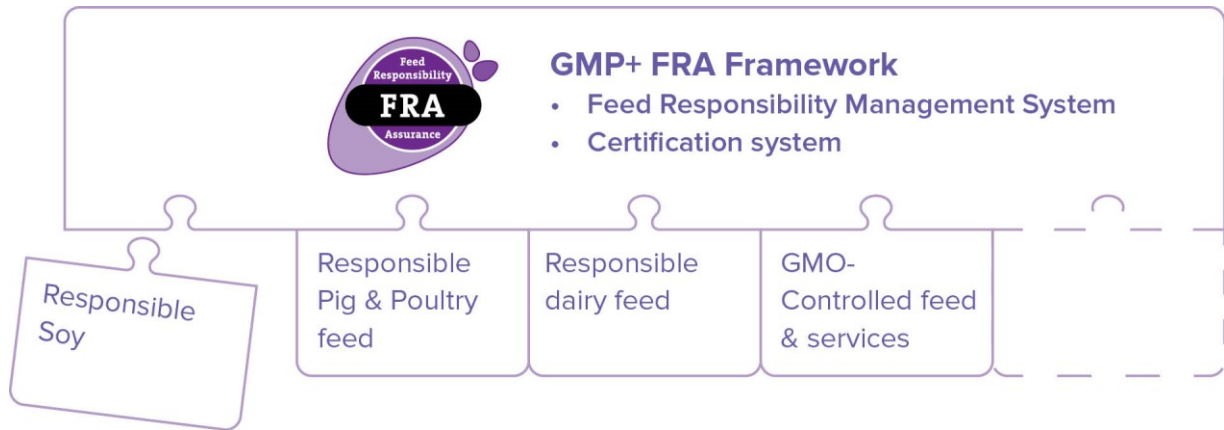 Feed
Responsibility
FRA
Assurance
GMP+ FRA Framework
• Feed Responsibility Management System
• Certification system
Responsible
Soy
Responsible
Pig & Poultry
feed
Responsible
dairy feed
GMO-
Controlled feed
& services